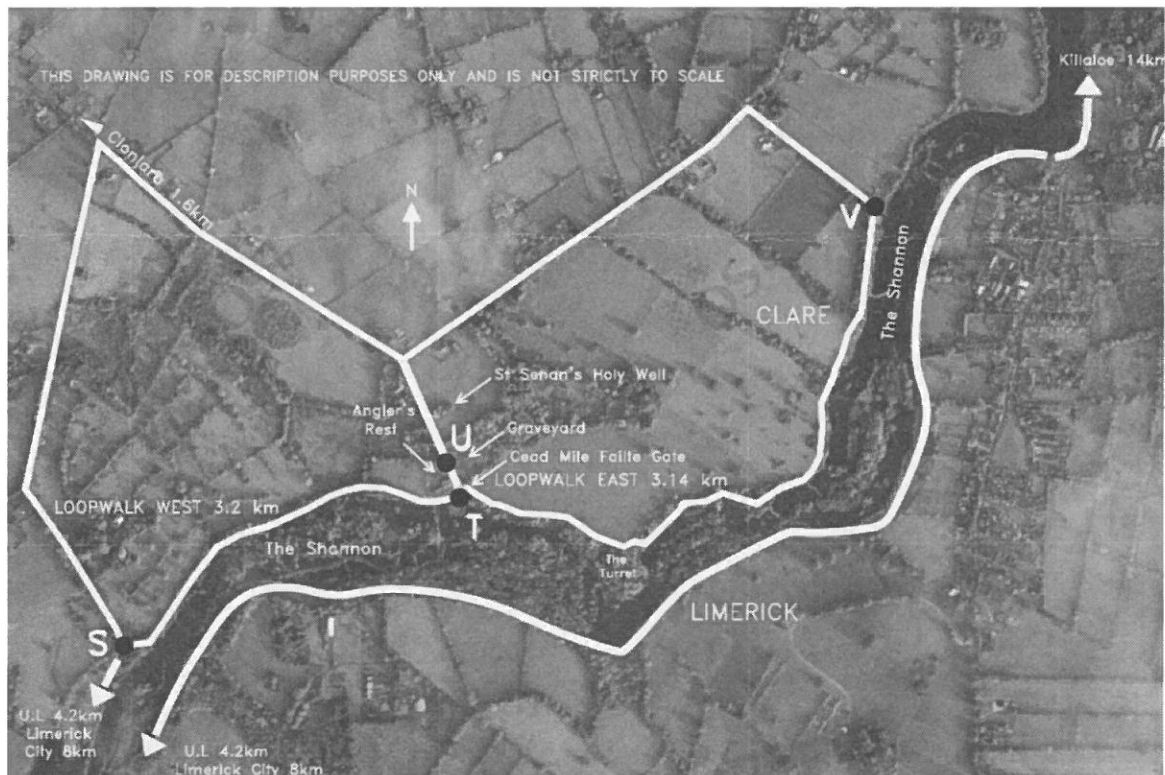 THIS DRAWING IS FOR DESCRIPTION PURPOSES ONLY AND IS NOT STRICTLY TO SCALE
Killaloe 14km
Clonlara 1.6km
N
V
The Shannon
CLARE
St Senan's Holy Well
Angler's
Rest
U
Graveyard
Cead Mile Failte Gate
LOOPWALK EAST 3.14 km
LOOPWALK WEST 3.2 km
T
The Shannon
The
Turret
LIMERICK
S
U.L 4.2km
Limerick
City 8km
U.L 4.2km
Limerick City 8km